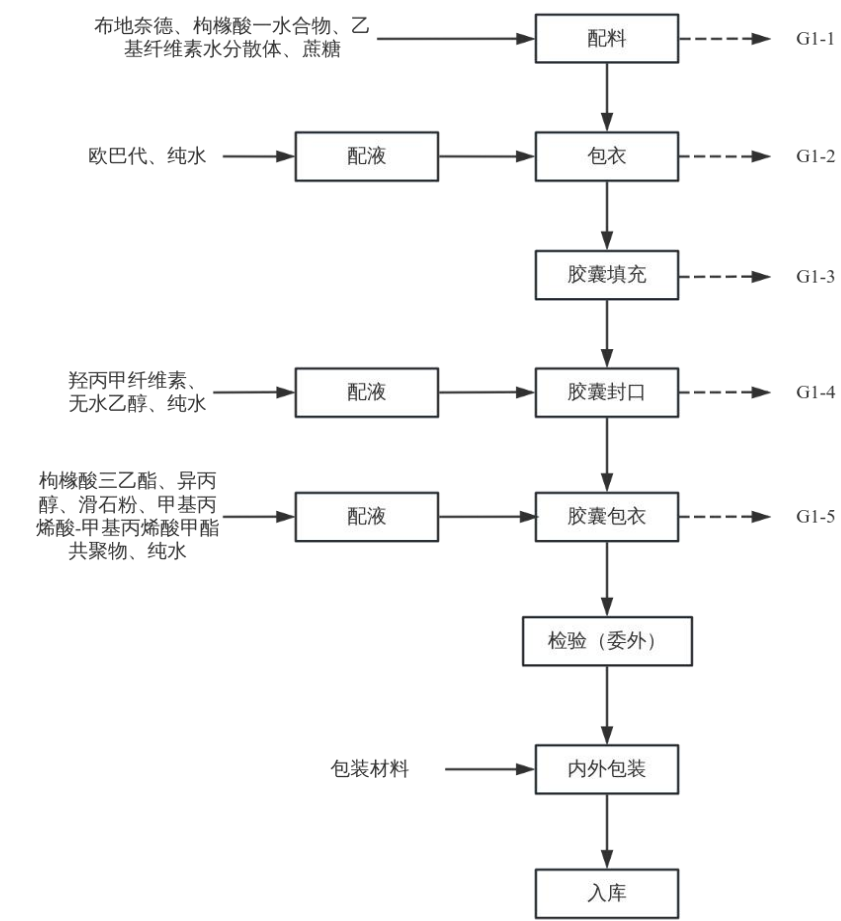 布地奈德、枸橼酸一水合物、乙
基纤维素水分散体、蔗糖
配料
G1-1
欧巴代、纯水
配液
包衣
G1-2
胶囊填充
G1-3
羟丙甲纤维素、
无水乙醇、纯水
配液
胶囊封口
G1-4
枸橼酸三乙酯、异丙
醇、滑石粉、甲基丙
烯酸-甲基丙烯酸甲酯
共聚物、纯水
配液
胶囊包衣
G1-5
检验（委外）
包装材料
内外包装
入库